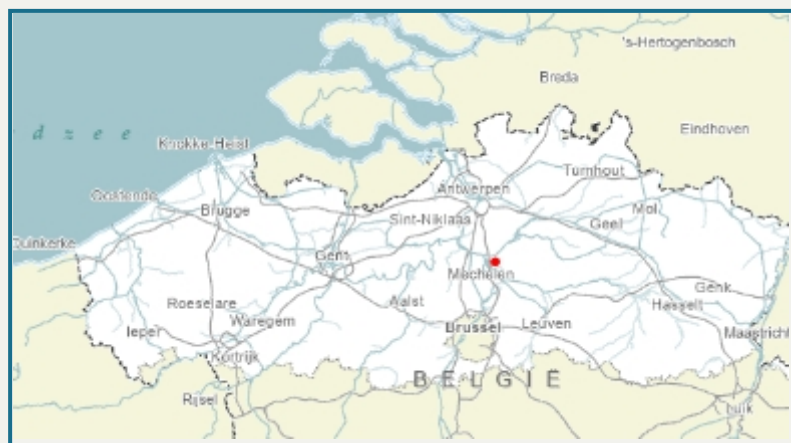 's-Hertogenbosch
Breda
Eindhoven
d z e e
Knokke-Heist
Turnhout
Antwerpen
Oostende
Brugge
Sint-Niklaas
Geel
Mol
Duinkerke
Gent
Mechelen
Genk
Roeselare
Aalst
Hasselt
Ieper
Waregem
Brussel
Leuven
Maastricht
Kortrijk
BELGIË
Rijsel
Luik